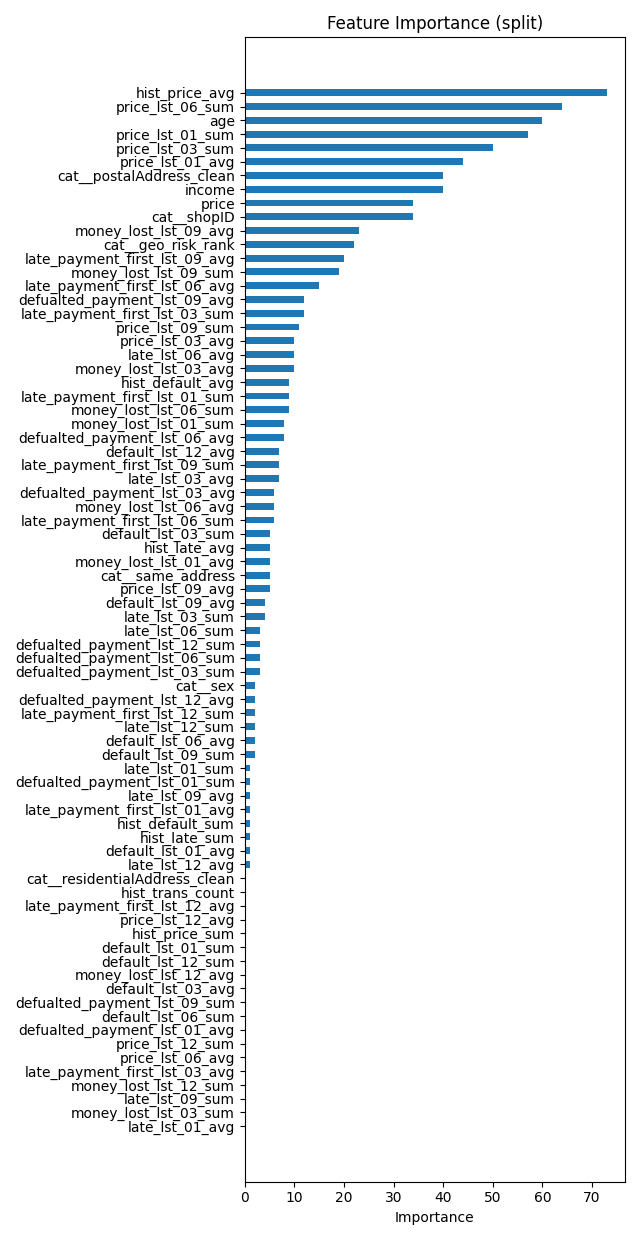 Feature Importance (split)
hist_price_avg
price_lst_06_sum
age
price_lst_01_sum
price_lst_03_sum
price_lst_01_avg
cat__postalAddress_clean
income
price
cat__shopID
money_lost_lst_09_avg
cat__geo_risk_rank
late_payment_first_lst_09_avg
money_lost_lst_09_sum
late_payment_first_lst_06_avg
defualted_payment_lst_09_avg
late_payment_first_lst_03_sum
price_lst_09_sum
price_lst_03_avg
late_lst_06_avg
money_lost_lst_03_avg
hist_default_avg
late_payment_first_lst_01_sum
money_lost_lst_06_sum
money_lost_lst_01_sum
defualted_payment_lst_06_avg
default_lst_12_avg
late_payment_first_lst_09_sum
late_lst_03_avg
defualted_payment_lst_03_avg
money_lost_lst_06_avg
late_payment_first_lst_06_sum
default_lst_03_sum
hist_late_avg
money_lost_lst_01_avg
cat__same_address
price_lst_09_avg
default_lst_09_avg
late_lst_03_sum
late_lst_06_sum
defualted_payment_lst_12_sum
defualted_payment_lst_06_sum
defualted_payment_lst_03_sum
cat__sex
defualted_payment_lst_12_avg
late_payment_first_lst_12_sum
late_lst_12_sum
default_lst_06_avg
default_lst_09_sum
late_lst_01_sum
defualted_payment_lst_01_sum
late_lst_09_avg
late_payment_first_lst_01_avg
hist_default_sum
hist_late_sum
default_lst_01_avg
late_lst_12_avg
cat__residentialAddress_clean
hist_trans_count
late_payment_first_lst_12_avg
price_lst_12_avg
hist_price_sum
default_lst_01_sum
default_lst_12_sum
money_lost_lst_12_avg
default_lst_03_avg
defualted_payment_lst_09_sum
default_lst_06_sum
defualted_payment_lst_01_avg
price_lst_12_sum
price_lst_06_avg
late_payment_first_lst_03_avg
money_lost_lst_12_sum
late_lst_09_sum
money_lost_lst_03_sum
late_lst_01_avg
0 10 20 30 40 50 60 70
Importance